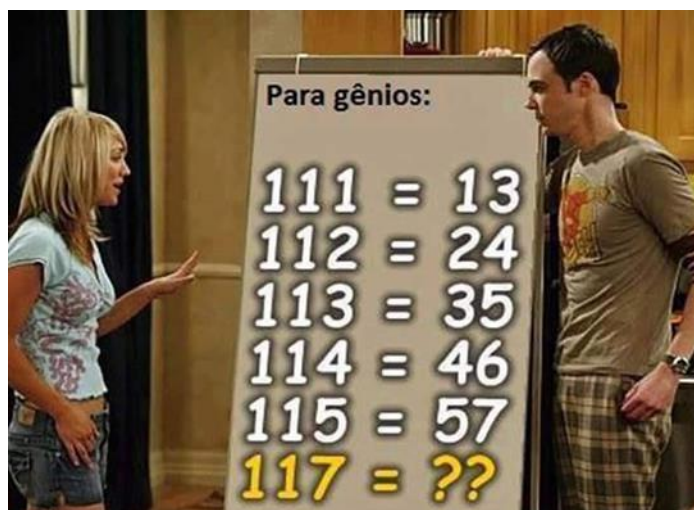 Para gênios:
111 = 13
112 = 24
113 = 35
114 = 46
115 = 57
117 = ??